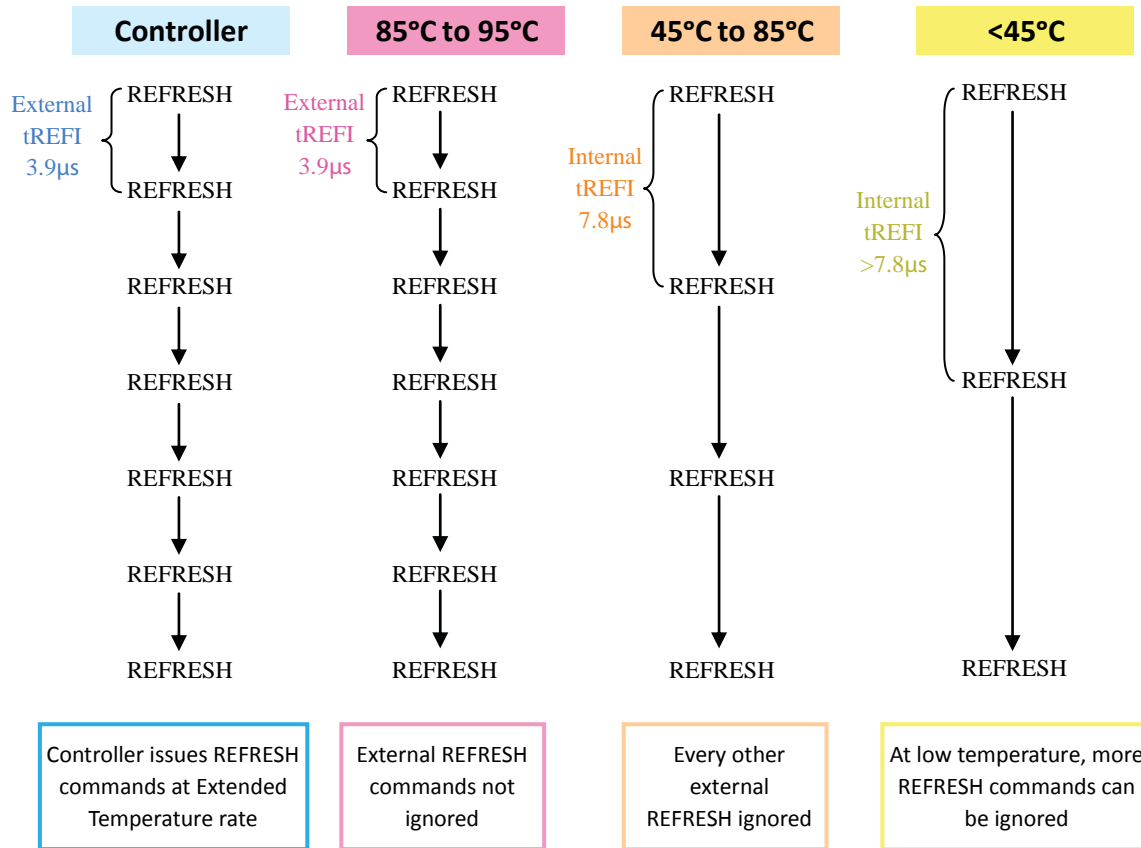 Controller
85°C to 95°C
45°C to 85°C
<45°C
External
tREFI
3.9µs
REFRESH
REFRESH
REFRESH
REFRESH
REFRESH
REFRESH
REFRESH
External
tREFI
3.9µs
REFRESH
REFRESH
REFRESH
REFRESH
REFRESH
REFRESH
REFRESH
Internal
tREFI
7.8µs
REFRESH
REFRESH
REFRESH
REFRESH
Internal
tREFI
>7.8µs
REFRESH
REFRESH
REFRESH
Controller issues REFRESH
commands at Extended
Temperature rate
External REFRESH
commands not
ignored
Every other
external
REFRESH ignored
At low temperature, more
REFRESH commands can
be ignored